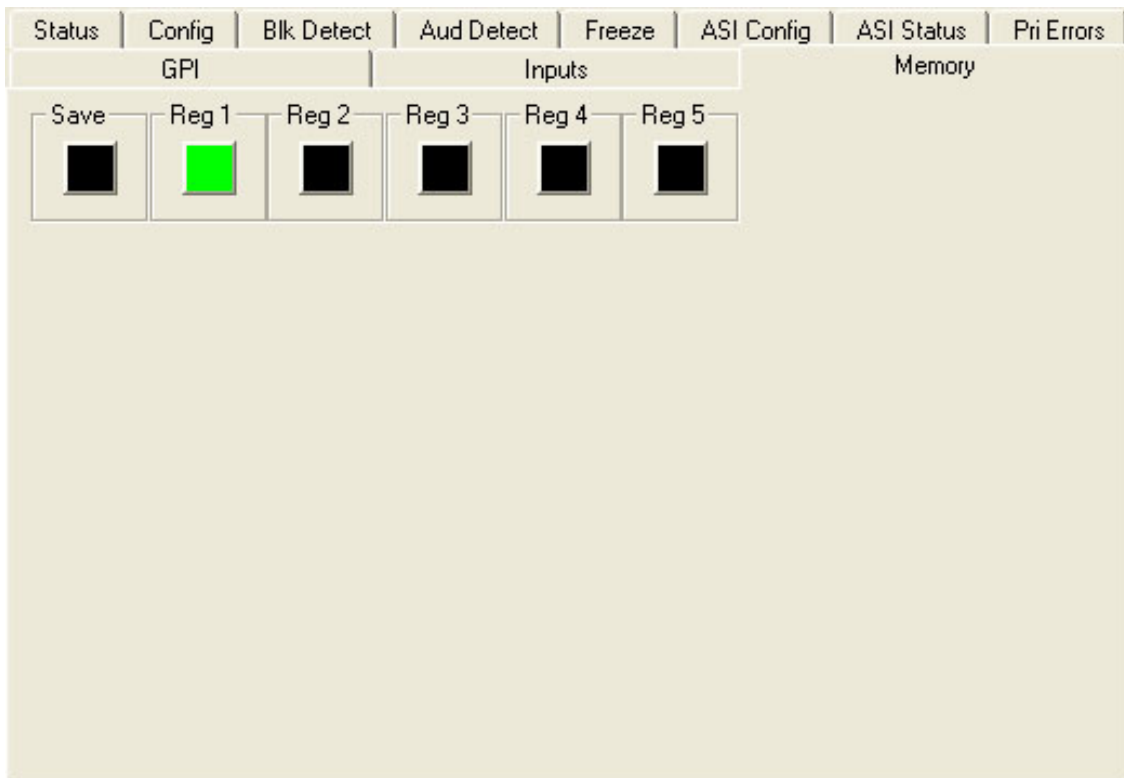 Status Config Blk Detect Aud Detect Freeze ASI Config ASI Status Pri Errors
GPI Inputs Memory
Save Reg 1 Reg 2 Reg 3 Reg 4 Reg 5